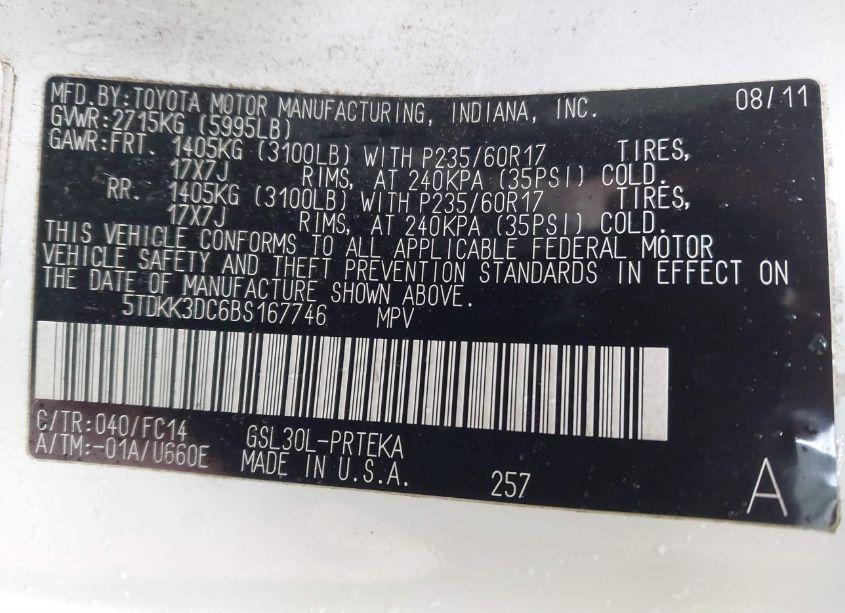 MFD.BY:TOYOTA MOTOR MANUFACTURING, INDIANA, INC. 08/11
GVWR:2715KG (5995LB)
GAWR:FRT. 1405KG (3100LB) WITH P235/60R17 TIRES,
17X7J RIMS, AT 240KPA (35PSI) COLD.
RR. 1405KG (3100LB) WITH P235/60R17 TIRES,
17X7J RIMS, AT 240KPA (35PSI) COLD.
THIS VEHICLE CONFORMS TO ALL APPLICABLE FEDERAL MOTOR
VEHICLE SAFETY AND THEFT PREVENTION STANDARDS IN EFFECT ON
THE DATE OF MANUFACTURE SHOWN ABOVE.
5TDKK3DC6BS167746 MPV
C/TR:040/FC14 GSL30L-PRTEKA
A/TM:-01A/U660E MADE IN U.S.A. 257 A